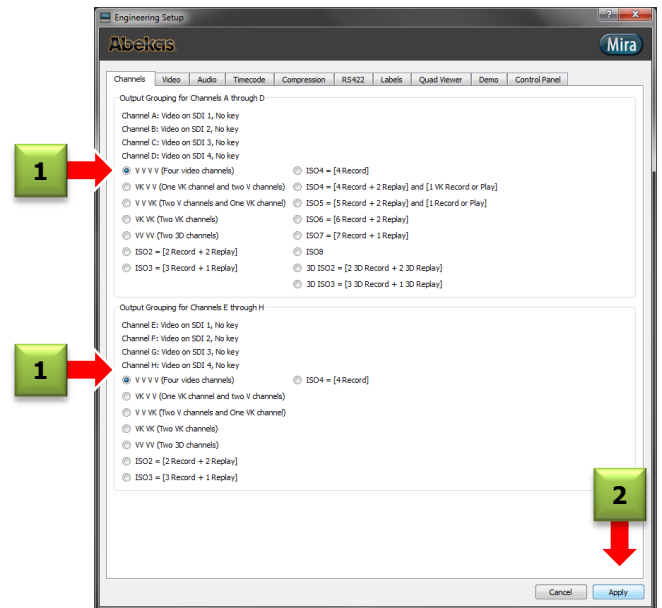 Engineering Setup
Abekas
Mira
Channels Video Audio Timecode Compression RS422 Labels Quad Viewer Demo Control Panel
Output Grouping for Channels A through D
Channel A: Video on SDI 1, No key
Channel B: Video on SDI 2, No key
Channel C: Video on SDI 3, No key
Channel D: Video on SDI 4, No key
1
V V V V (Four video channels) ISO4 = [4 Record]
VK V V (One VK channel and two V channels) ISO4 = [4 Record + 2 Replay] and [1 VK Record or Play]
V V VK (Two V channels and One VK channel) ISO5 = [5 Record + 2 Replay] and [1 Record or Play]
VK VK (Two VK channels) ISO6 = [6 Record + 2 Replay]
VV VV (Two 3D channels) ISO7 = [7 Record + 1 Replay]
ISO2 = [2 Record + 2 Replay] ISO8
ISO3 = [3 Record + 1 Replay] 3D ISO2 = [2 3D Record + 2 3D Replay]
3D ISO3 = [3 3D Record + 1 3D Replay]
Output Grouping for Channels E through H
Channel E: Video on SDI 1, No key
Channel F: Video on SDI 2, No key
Channel G: Video on SDI 3, No key
Channel H: Video on SDI 4, No key
1
V V V V (Four video channels) ISO4 = [4 Record]
VK V V (One VK channel and two V channels)
V V VK (Two V channels and One VK channel)
VK VK (Two VK channels)
VV VV (Two 3D channels)
ISO2 = [2 Record + 2 Replay]
ISO3 = [3 Record + 1 Replay]
2
Cancel Apply